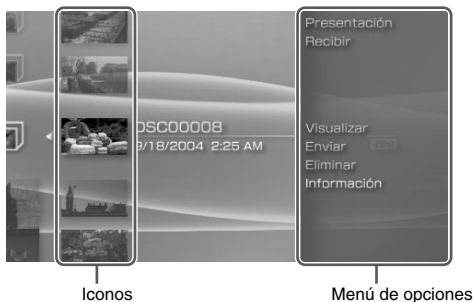 Presentación
Recibir
DSC00008
9/18/2004 2:25 AM
Visualizar
Enviar
Eliminar
Información
Iconos
Menú de opciones